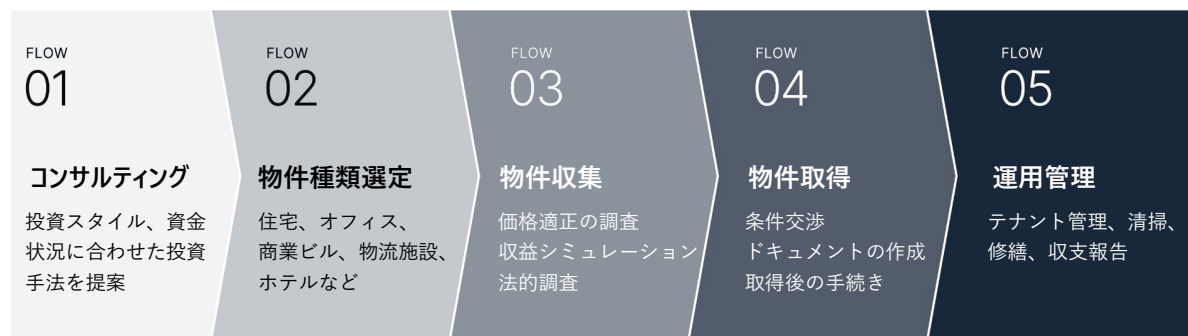 FLOW
01
コンサルティング
投資スタイル、資金
状況に合わせた投資
手法を提案
FLOW
02
物件種類選定
住宅、オフィス、
商業ビル、物流施設、
ホテルなど
FLOW
03
物件収集
価格適正の調査
収益シミュレーション
法的調査
FLOW
04
物件取得
条件交渉
ドキュメントの作成
取得後の手続き
FLOW
05
運用管理
テナント管理、清掃、
修繕、収支報告